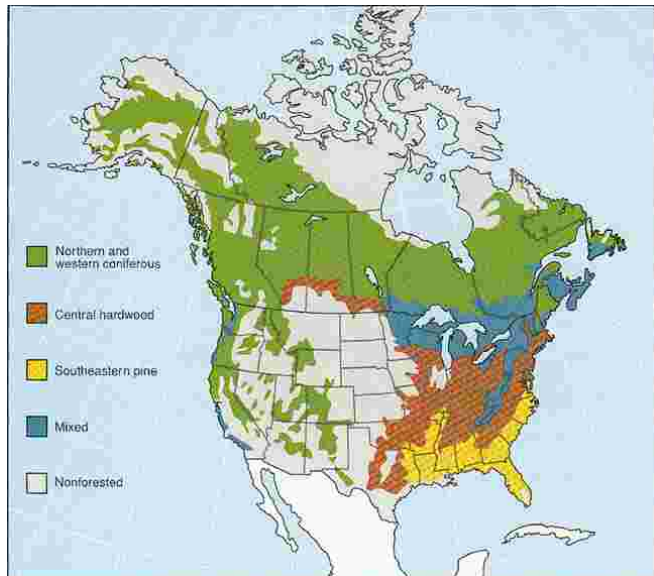 Northern and
western coniferous
Central hardwood
Southeastern pine
Mixed
Nonforested